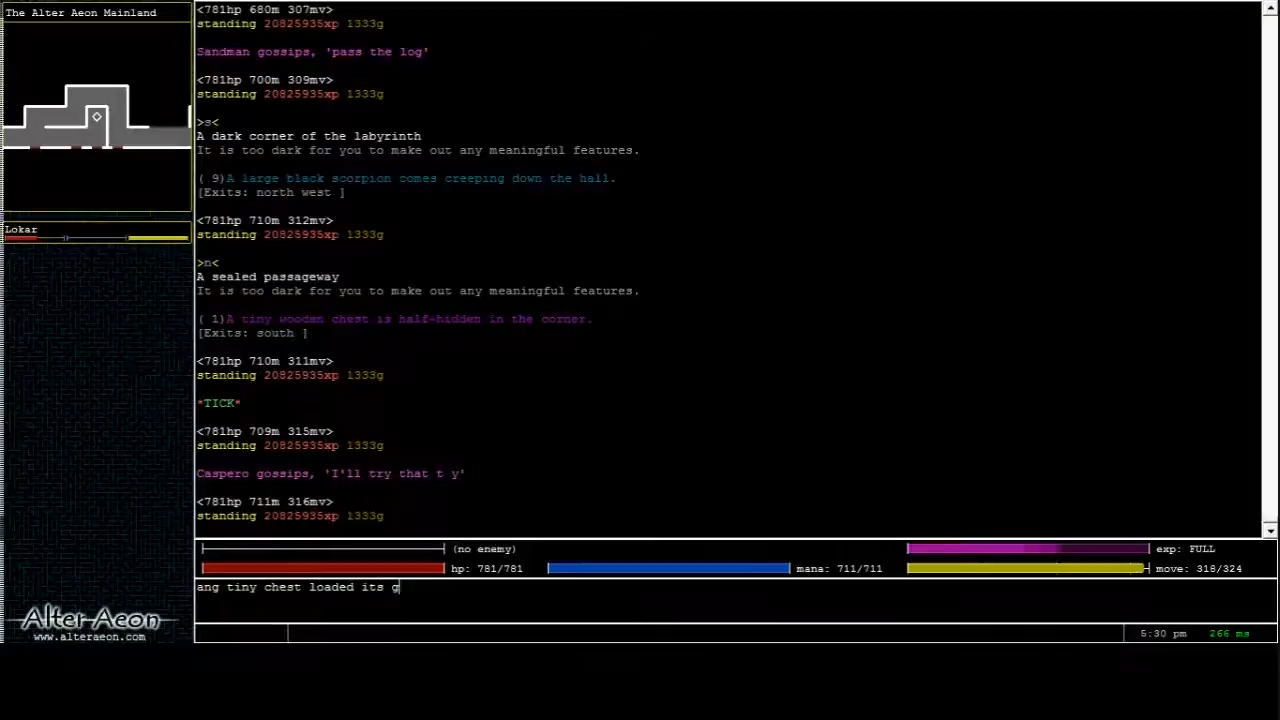 The Alter Aeon Mainland
Lokar
<781hp 680m 307mv>
standing 20825935xp 1333g
Sandman gossips, 'pass the log'
<781hp 700m 309mv>
standing 20825935xp 1333g
>s<
A dark corner of the labyrinth
It is too dark for you to make out any meaningful features.
( 9)A large black scorpion comes creeping down the hall.
[Exits: north west ]
<781hp 710m 312mv>
standing 20825935xp 1333g
>n<
A sealed passageway
It is too dark for you to make out any meaningful features.
( 1)A tiny wooden chest is half-hidden in the corner.
[Exits: south ]
<781hp 710m 311mv>
standing 20825935xp 1333g
*TICK*
<781hp 709m 315mv>
standing 20825935xp 1333g
Caspero gossips, 'I'll try that t y'
<781hp 711m 316mv>
standing 20825935xp 1333g
(no enemy)
exp: FULL
hp: 781/781
mana: 711/711
move: 318/324
ang tiny chest loaded its g
Alter Aeon
www.alteraeon.com
5:30 pm
266 ms